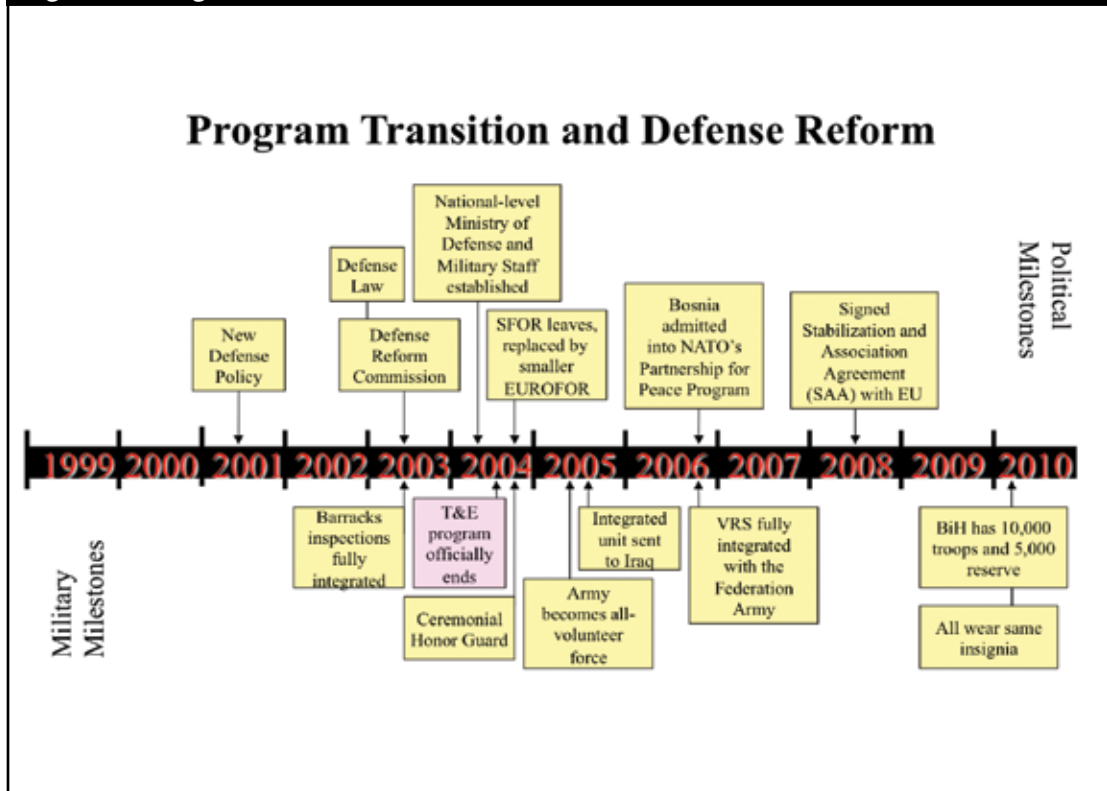 Program Transition and Defense Reform
National-level
Ministry of
Defense and
Military Staff
established
Defense
Law
New
Defense
Policy
Defense
Reform
Commission
SFOR leaves,
replaced by
smaller
EUROFOR
Bosnia
admitted
into NATO's
Partnership for
Peace Program
Signed
Stabilization and
Association
Agreement
(SAA) with EU
Political
Milestones
1999 2000 2001 2002 2003 2004 2005 2006 2007 2008 2009 2010
Military
Milestones
Barracks
inspections
fully
integrated
T&E
program
officially
ends
Ceremonial
Honor Guard
Army
becomes all-
volunteer
force
Integrated
unit sent
to Iraq
VRS fully
integrated
with the
Federation
Army
BiH has 10,000
troops and 5,000
reserve
All wear same
insignia